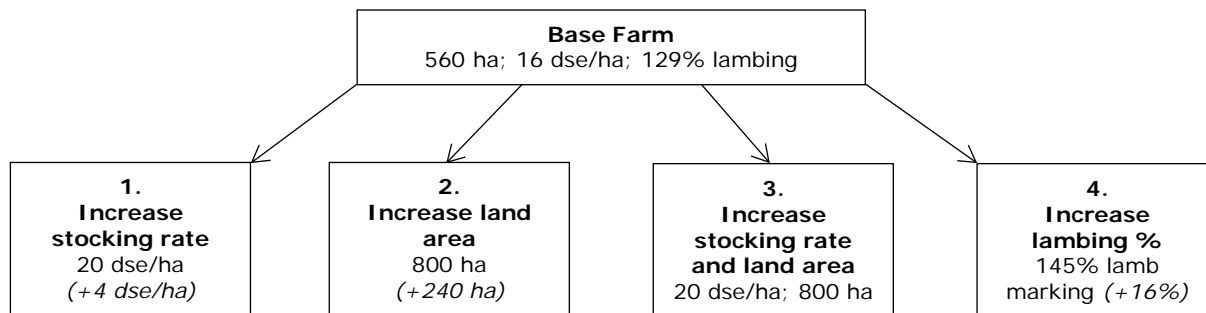 Base Farm
560 ha; 16 dse/ha; 129% lambing
1.
Increase
stocking rate
20 dse/ha
(+4 dse/ha)
2.
Increase land
area
800 ha
(+240 ha)
3.
Increase
stocking rate
and land area
20 dse/ha; 800 ha
4.
Increase
lambing %
145% lamb
marking (+16%)